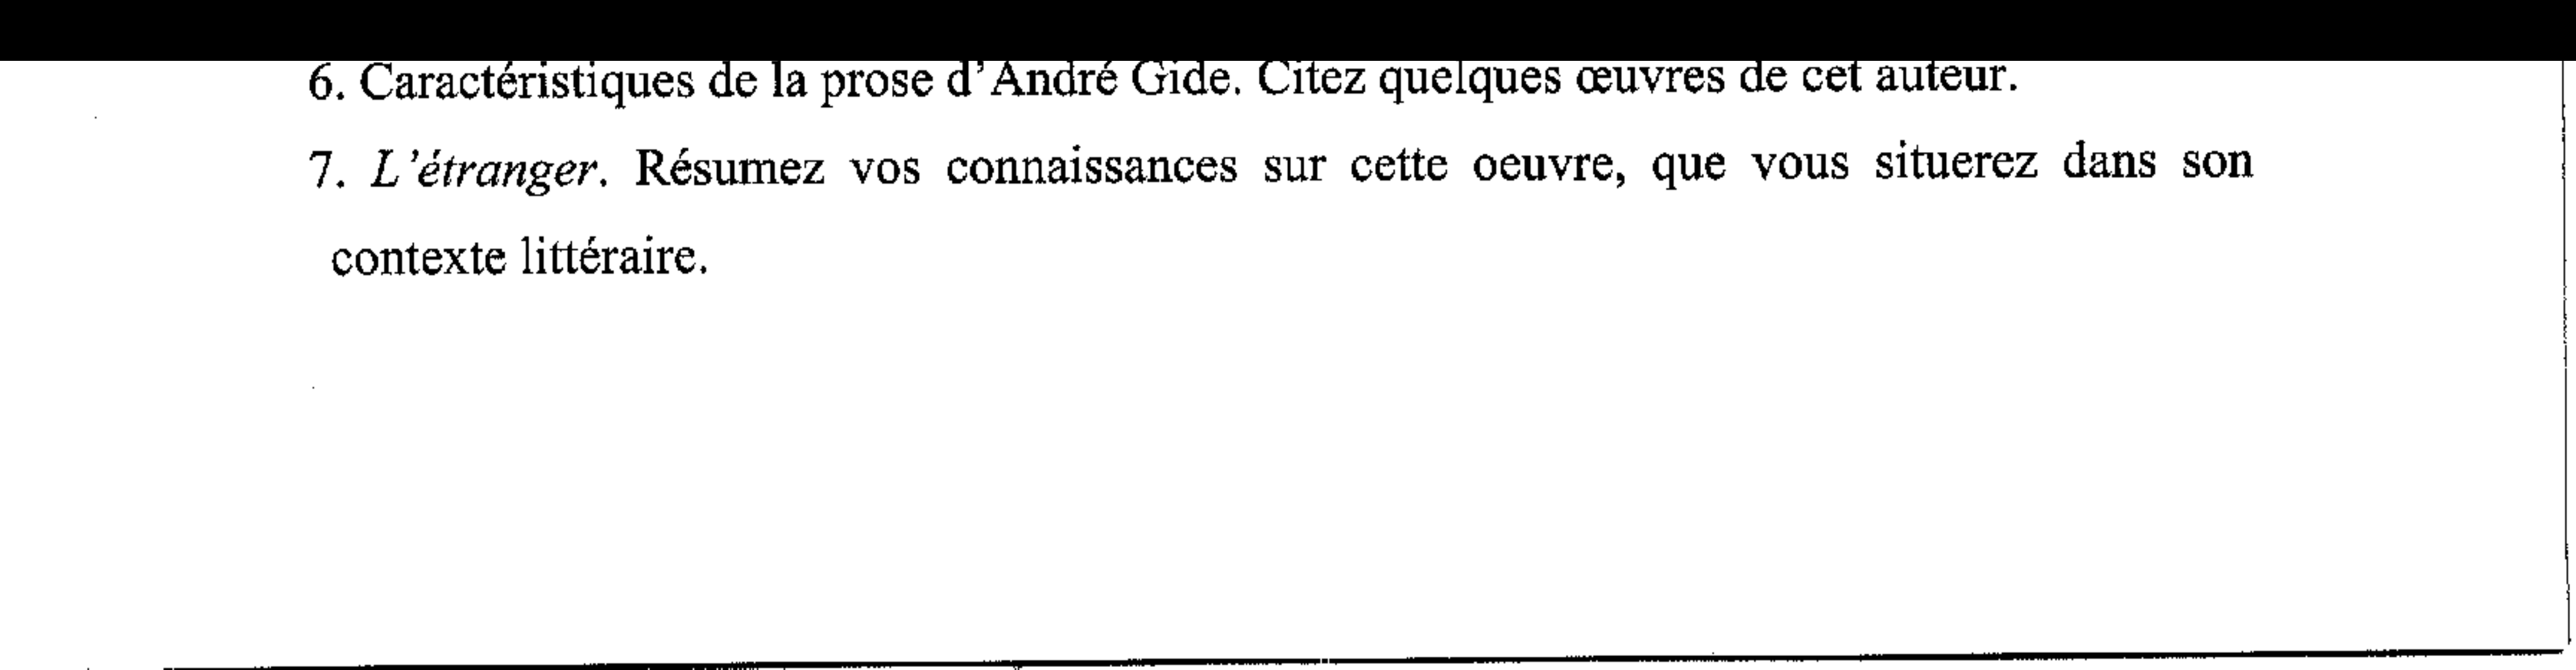 6. Caractéristiques de la prose d'André Gide. Citez quelques œuvres de cet auteur.
7. L'étranger. Résumez vos connaissances sur cette oeuvre, que vous situerez dans son
contexte littéraire.